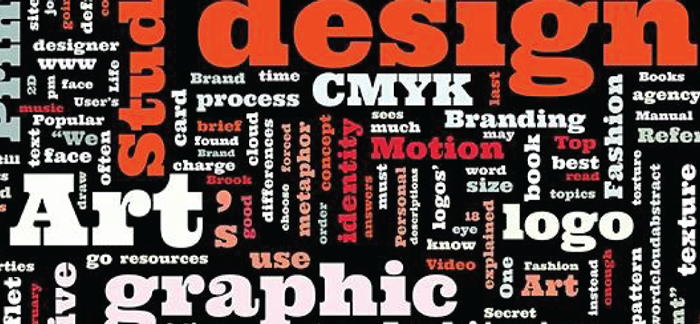 design
Stud
site
designer
www
2D
pm
face
Life
User's
music
Popular
"We
text
face
often
Brand
time
CMYK
last
Books
process
agency
card
brief
found
Brand
charge
cloud
differences
forced
choose
metaphor
concept
order
identity
sees
much
Branding
may
Motion
Manual
Refer
Fashion
Top
best
read
topics
book
word
size
Brook
draw
Art's
good
answers
must
Personal
descriptions
logos'
18
eye
know
logo
texture
texture
go
resources
use
Video
explained
One
Fashion
Art
instead
enough
pattern
wordcloudabstract
graphic
Secret